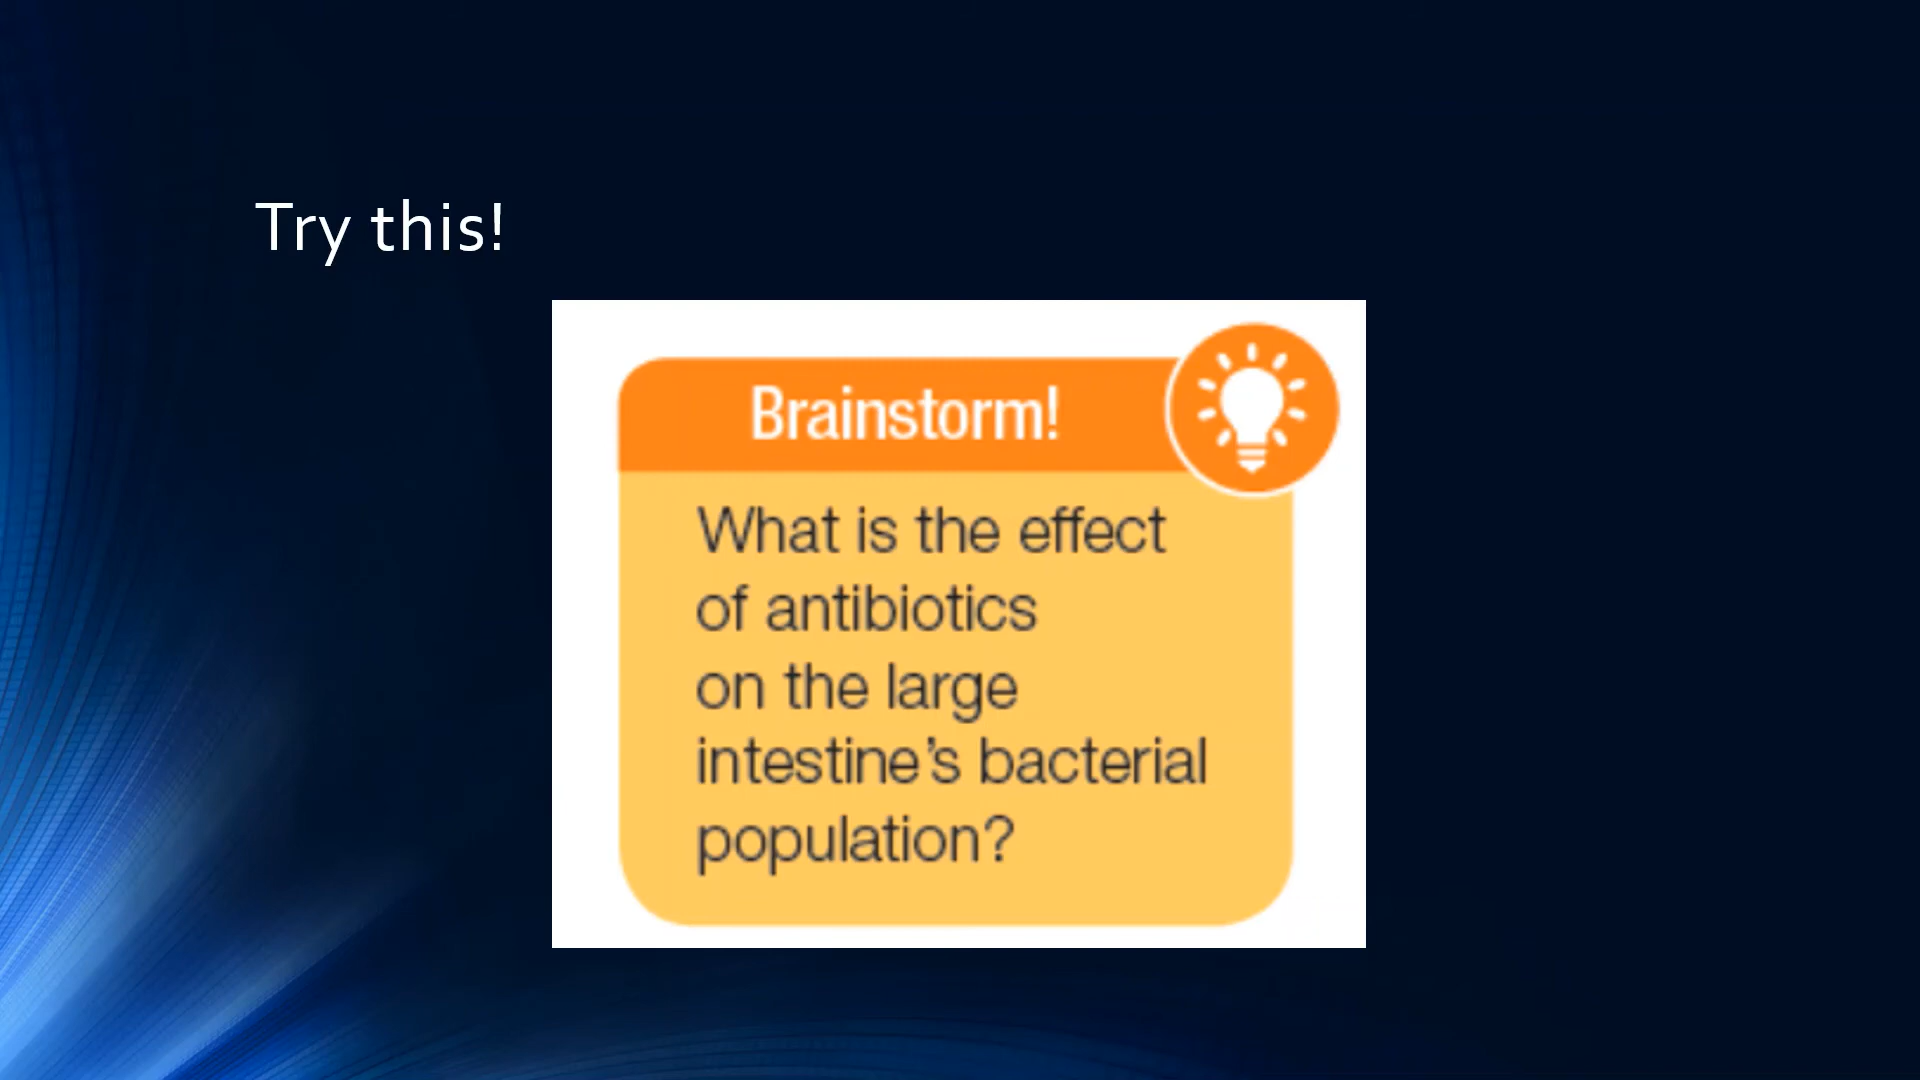 Try this!
Brainstorm!
What is the effect
of antibiotics
on the large
intestine’s bacterial
population?